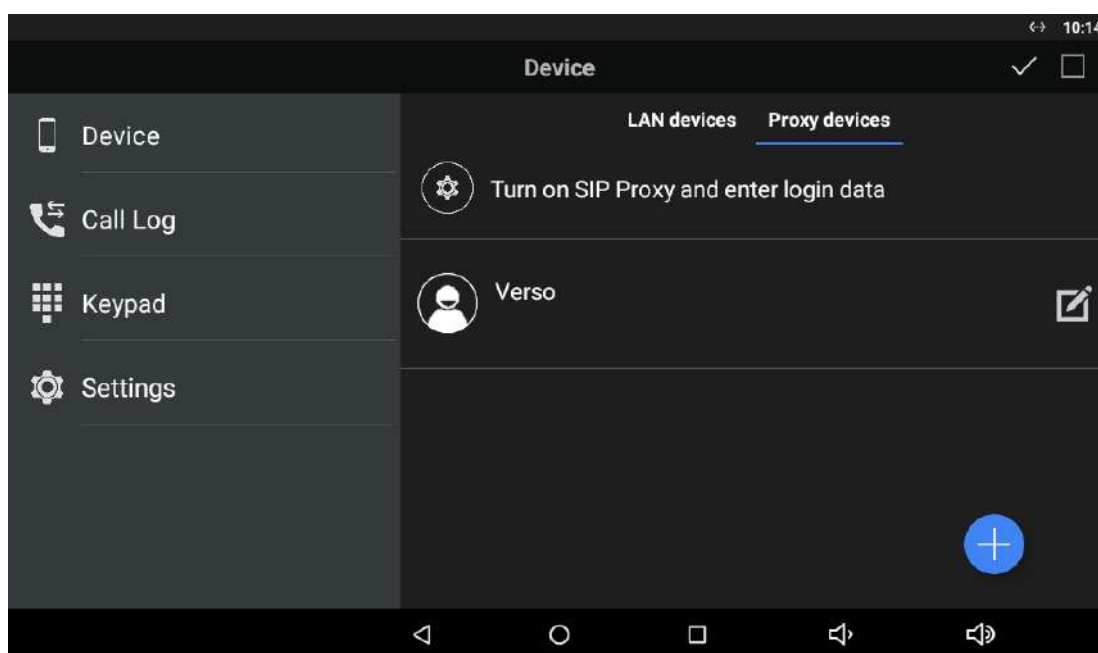 10:14
Device
LAN devices Proxy devices
Device
Turn on SIP Proxy and enter login data
Call Log
Verso
Keypad
Settings